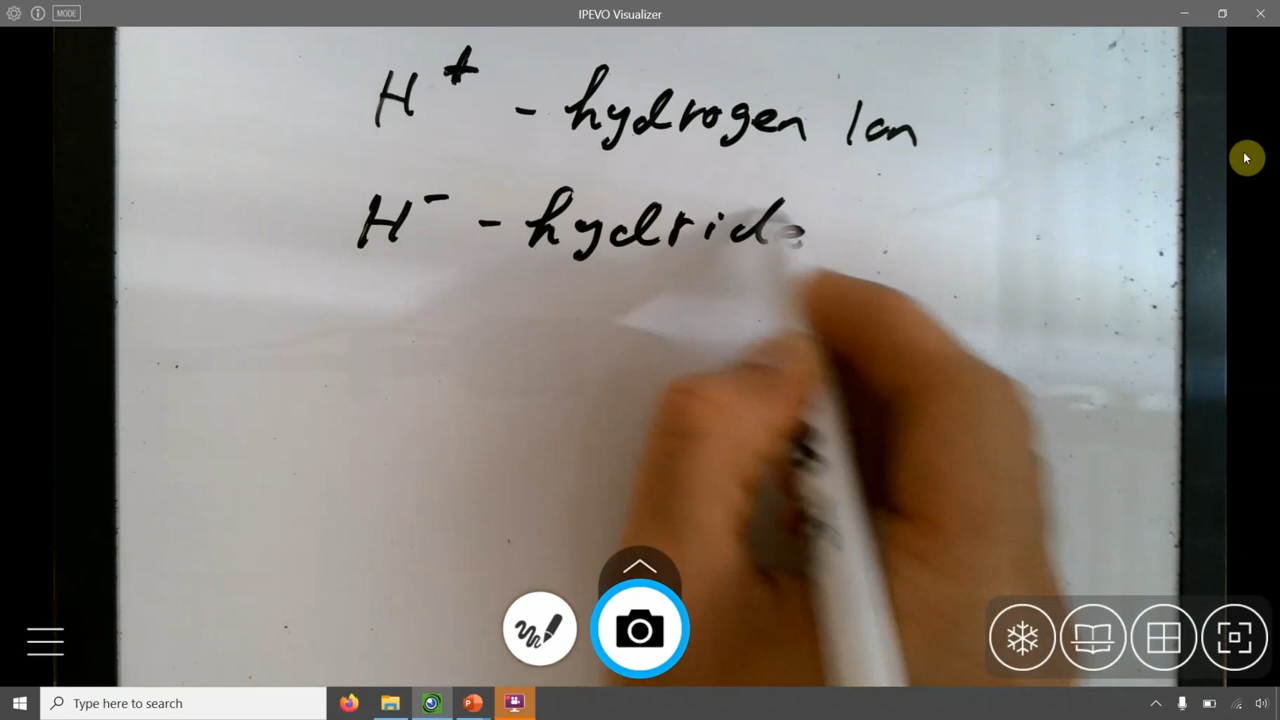 MODE
IPEVO Visualizer
H⁺ - hydrogen Ion
H⁻ - hydride
Type here to search